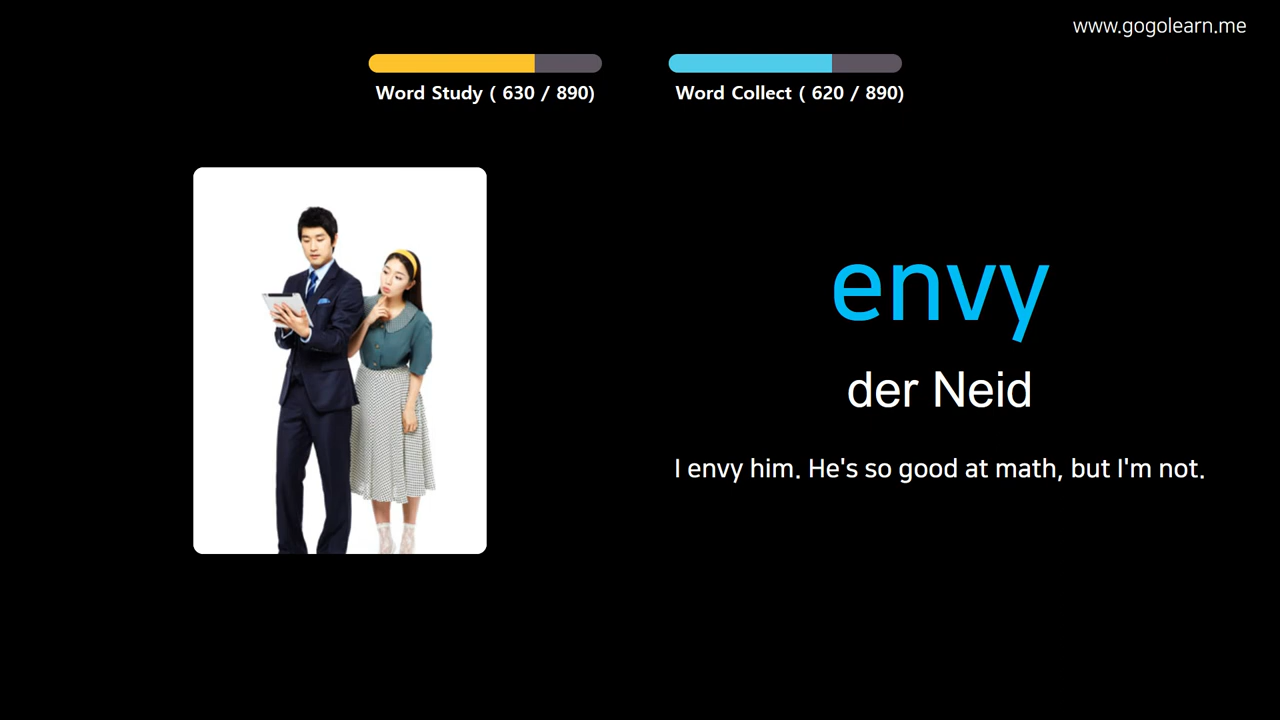 www.gogolearn.me
Word Study ( 630 / 890)
Word Collect ( 620 / 890)
envy
der Neid
I envy him. He's so good at math, but I'm not.